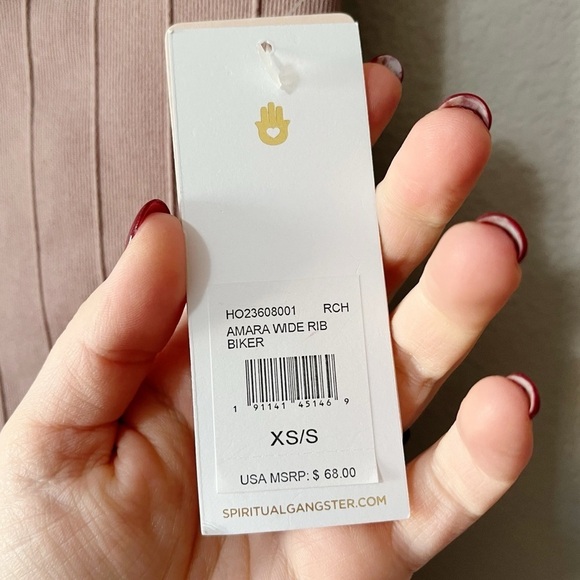 HO23608001 RCH
AMARA WIDE RIB
BIKER
1 91141 45146 9
XS/S
USA MSRP: $ 68.00
SPIRITUALGANGSTER.COM